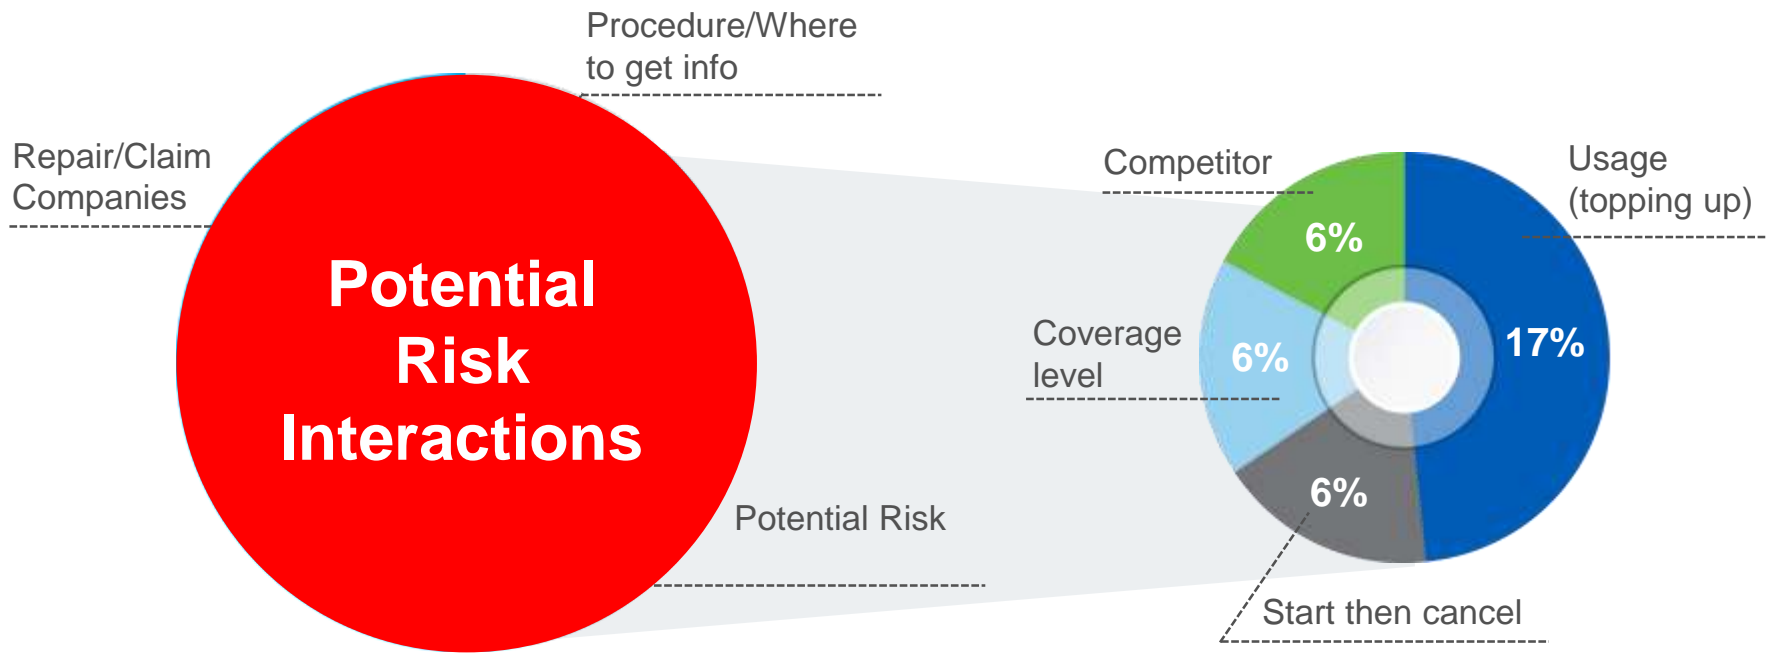 Procedure/Where
to get info
Repair/Claim
Companies
Potential
Risk
Interactions
Potential Risk
Competitor
Usage
(topping up)
6%
Coverage
level
6%
17%
6%
Start then cancel